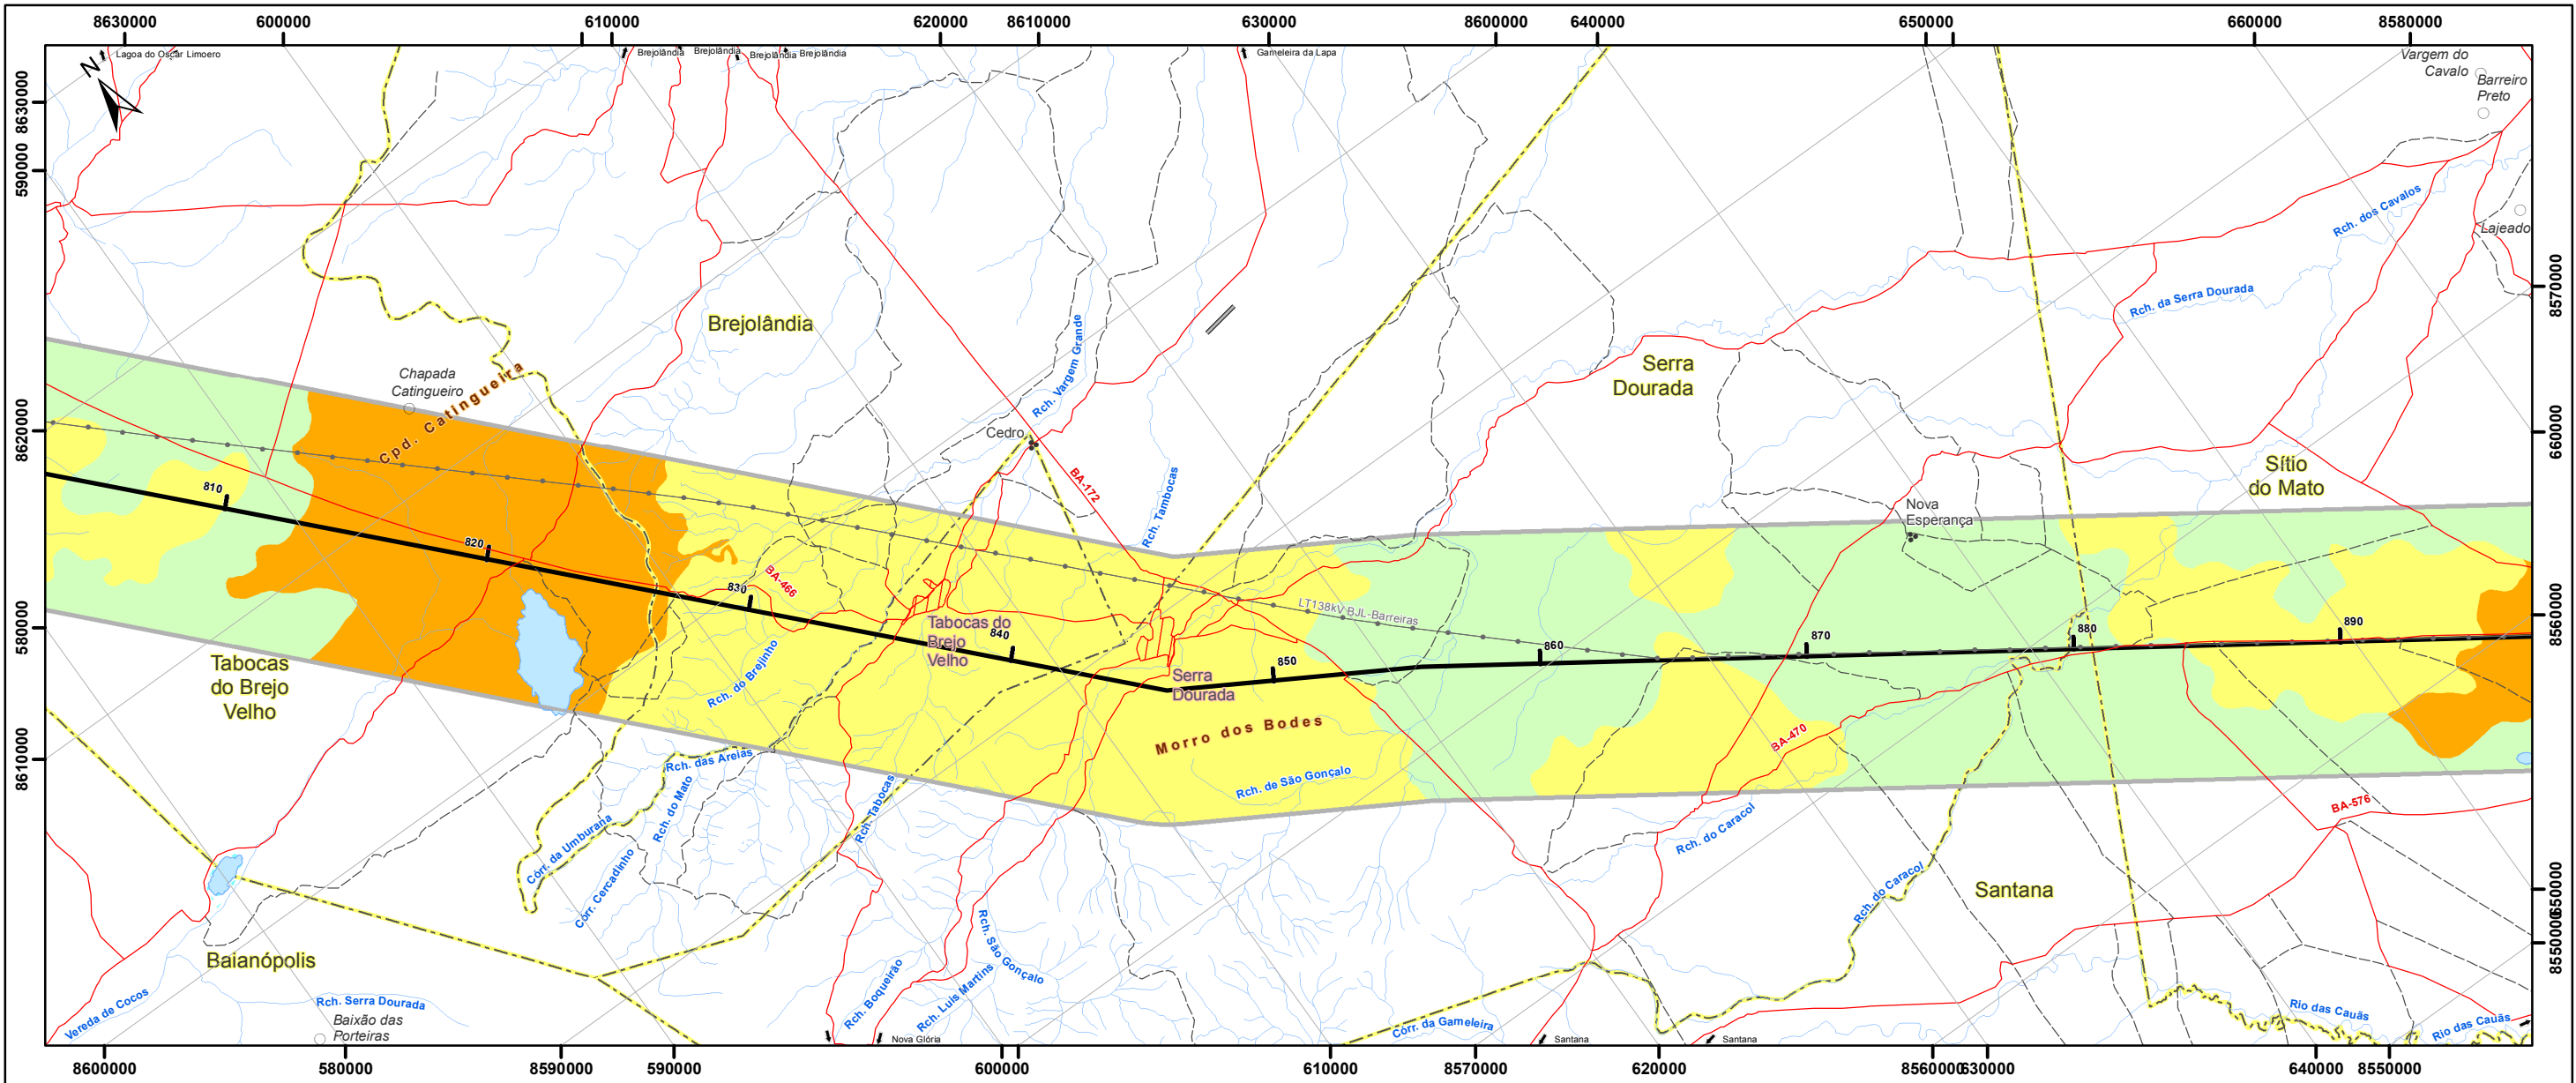 8630000 600000 610000 620000 8610000 630000 8600000 640000 650000 660000 8580000
Lagoa do Oscar Limoero
Brejolândia
Brejolândia
Brejolândia
Brejolândia
Gameleira da Lapa
Vargem do
Cavalo
Barreiro
Preto
N
8630000
590000
8620000
580000
8610000
8570000
660000
8560000
650000
8550000
Rch. dos Cavalos
Lajeado
Rch. da Serra Dourada
Brejolândia
Rch. Vargem Grande
Serra
Dourada
Chapada
Catingueiro
Cpd. Catingueira
Cedro
BA-172
Rch. Tambocas
Sítio
do Mato
Nova
Esperança
810
820
830
840
850
860
870
880
890
BA-466
LT138kV BJL-Barreiras
Tabocas do
Brejo
Velho
Serra
Dourada
Tabocas
do Brejo
Velho
Rch. do Brejinho
Morro dos Bodes
BA-470
Rch. das Areias
Rch. do Mato
Rch. de São Gonçalo
Rch. Tabocas
BA-576
Córr. da Umburana
Rch. do Caracol
Córr. Cercadinho
Rch. do Caracol
Santana
Baianópolis
Rch. São Gonçalo
Rch. Boqueirão
Rch. Luis Martins
Vereda de Cocos
Rch. Serra Dourada
Baixão das
Porteiras
Nova Glória
Córr. da Gameleira
Santana
Santana
Rio das Cauãs
Rio das Cauãs
8600000 580000 8590000 590000 600000 610000 8570000 620000 8560000 630000 640000 8550000